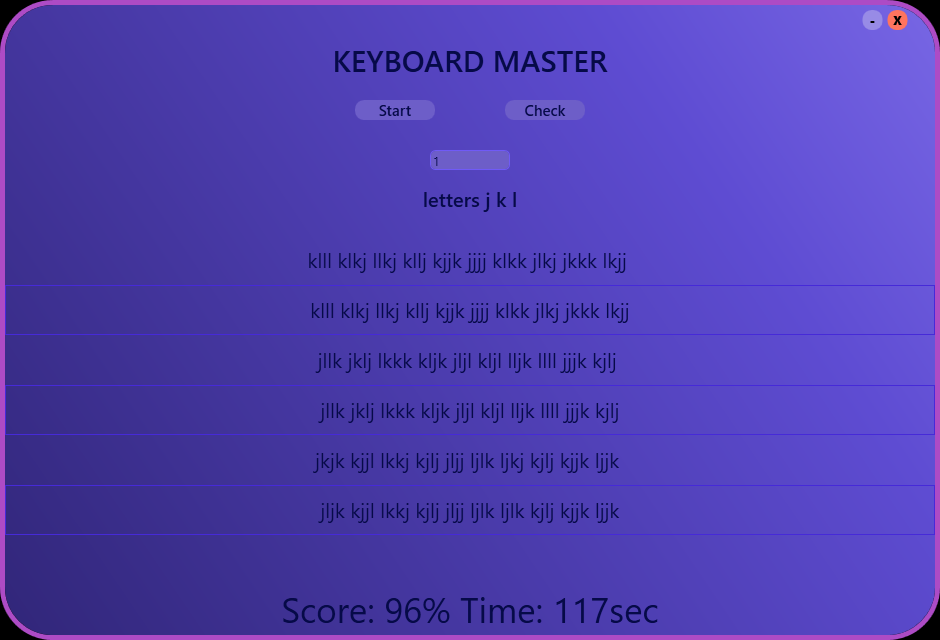 - X
KEYBOARD MASTER
Start Check
1
letters j k l
klll klkj llkj kllj kjjk jjjj klkk jlkj jkkk lkjj
klll klkj llkj kllj kjjk jjjj klkk jlkj jkkk lkjj
jllk jklj lkkk kljk jljl kljl lljk llll jjjk kjlj
jllk jklj lkkk kljk jljl kljl lljk llll jjjk kjlj
jkjk kjjl lkkj kjlj jljj ljlk ljkj kjlj kjjk ljjk
jljk kjjl lkkj kjlj jljj ljlk ljlk kjlj kjjk ljjk
Score: 96% Time: 117sec